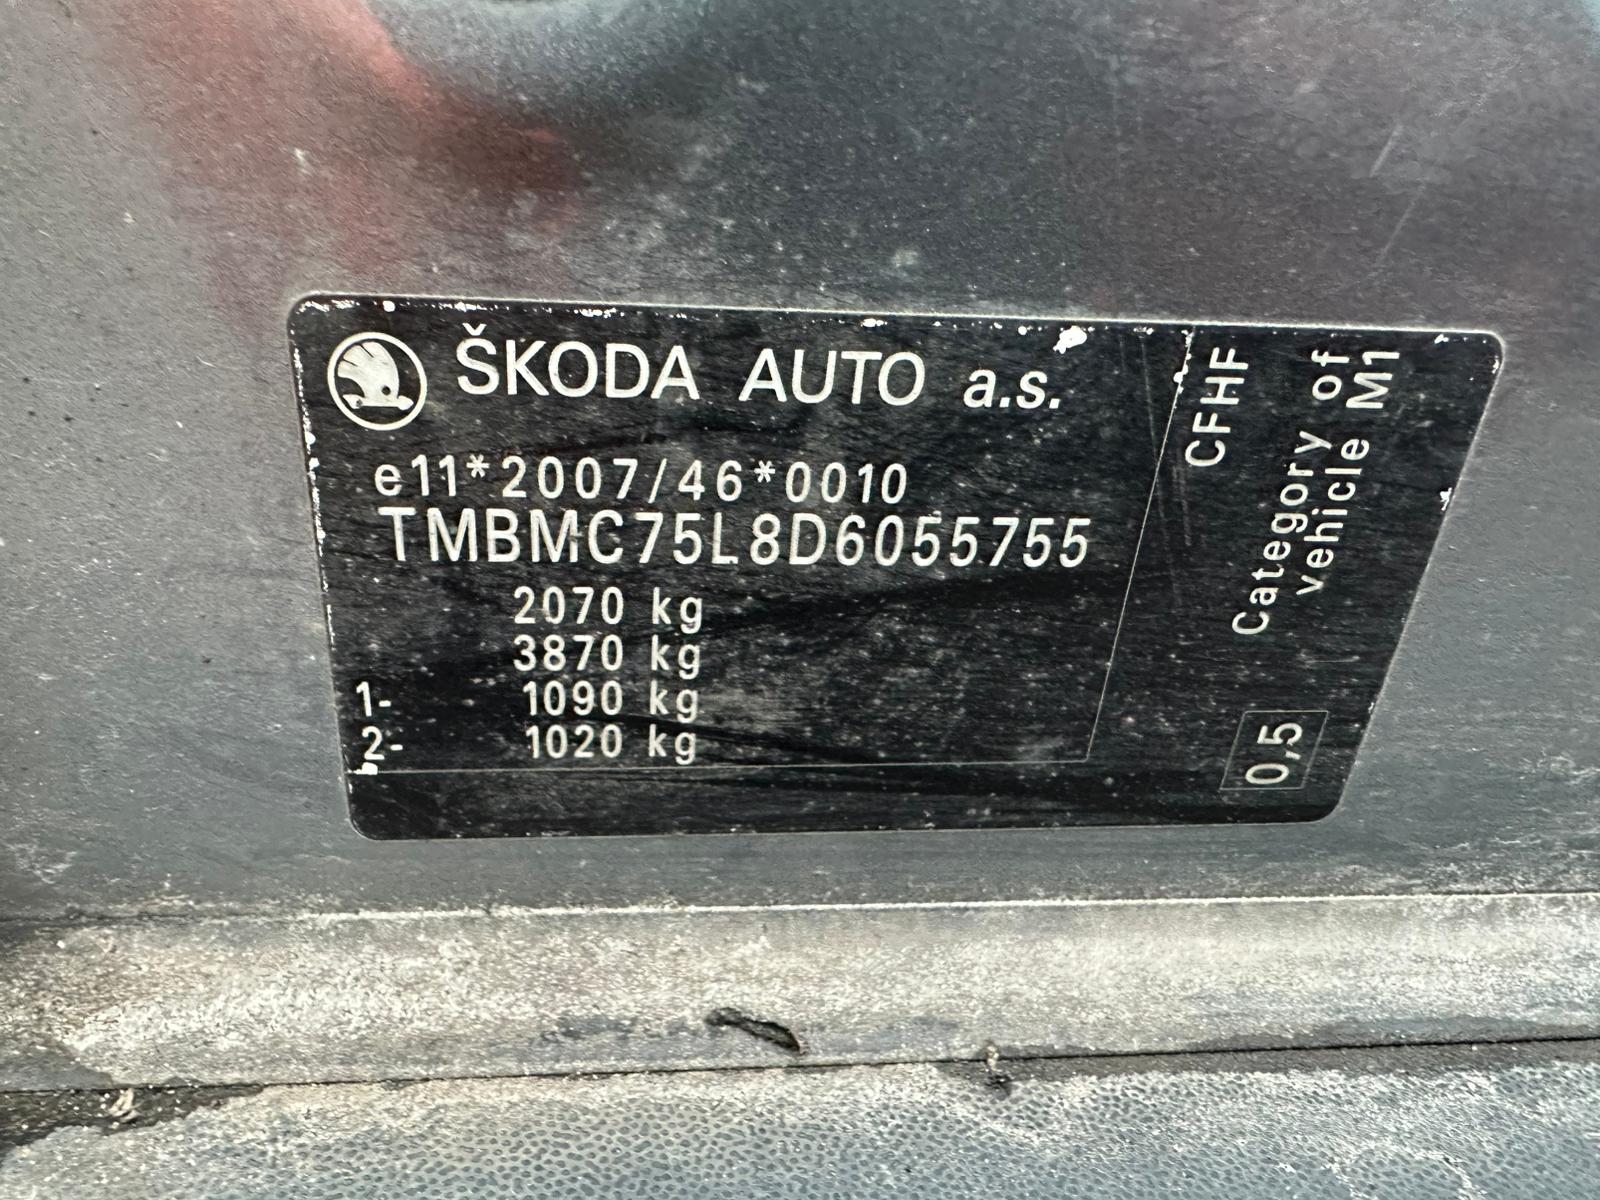 ŠKODA AUTO a.s.
e11*2007/46*0010
TMBMC75L8D6055755
2070 kg
3870 kg
1- 1090 kg
2- 1020 kg
CFHF
Category of
vehicle M1
0,5